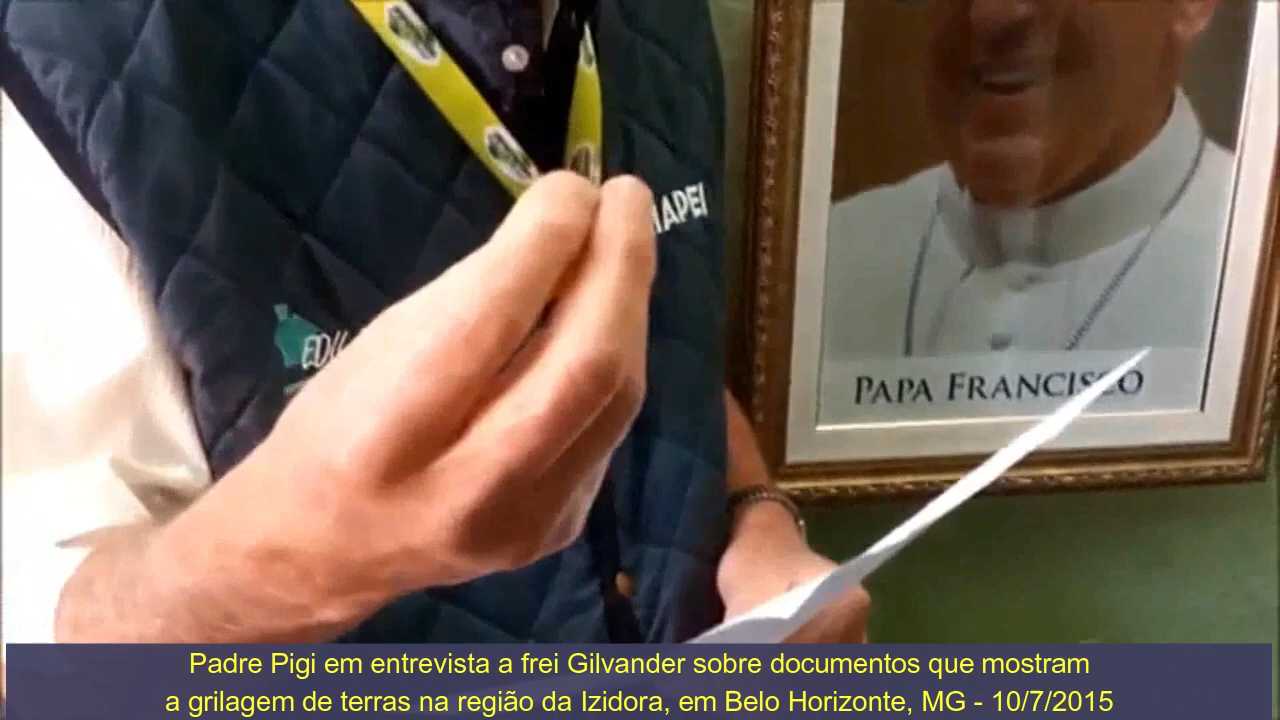 PAPA FRANCISCO
Padre Pigi em entrevista a frei Gilvander sobre documentos que mostram
a grilagem de terras na região da Izidora, em Belo Horizonte, MG - 10/7/2015